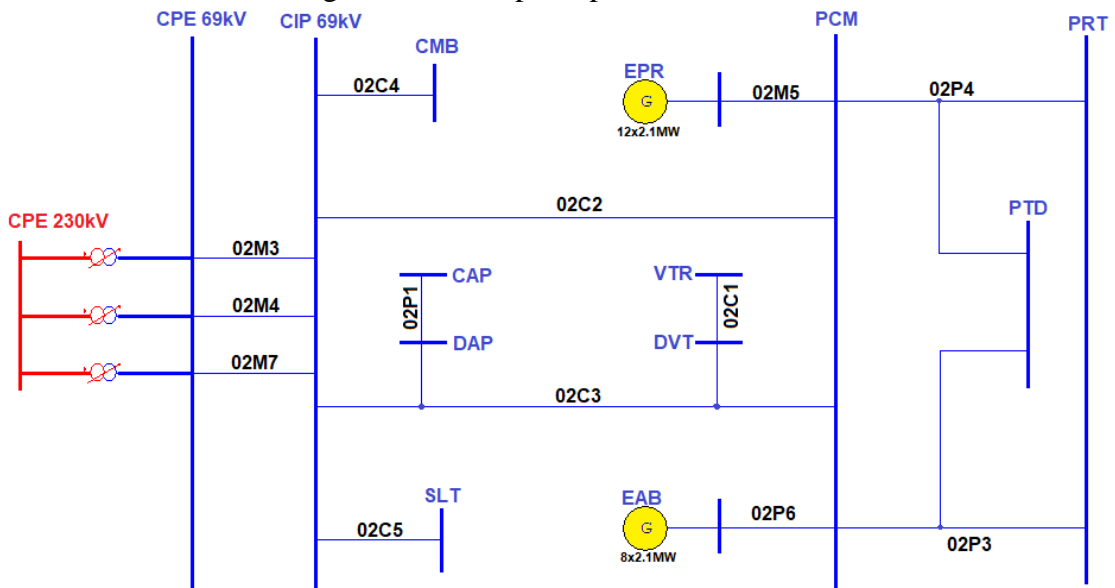 CPE 69kV
CIP 69kV
PCM
PRT
CMB
02C4
EPR
G
12x2.1MW
02M5
02P4
CPE 230kV
02C2
PTD
02M3
CAP
VTR
02P1
02C1
02M4
DAP
DVT
02M7
02C3
SLT
EAB
G
8x2.1MW
02P6
02C5
02P3